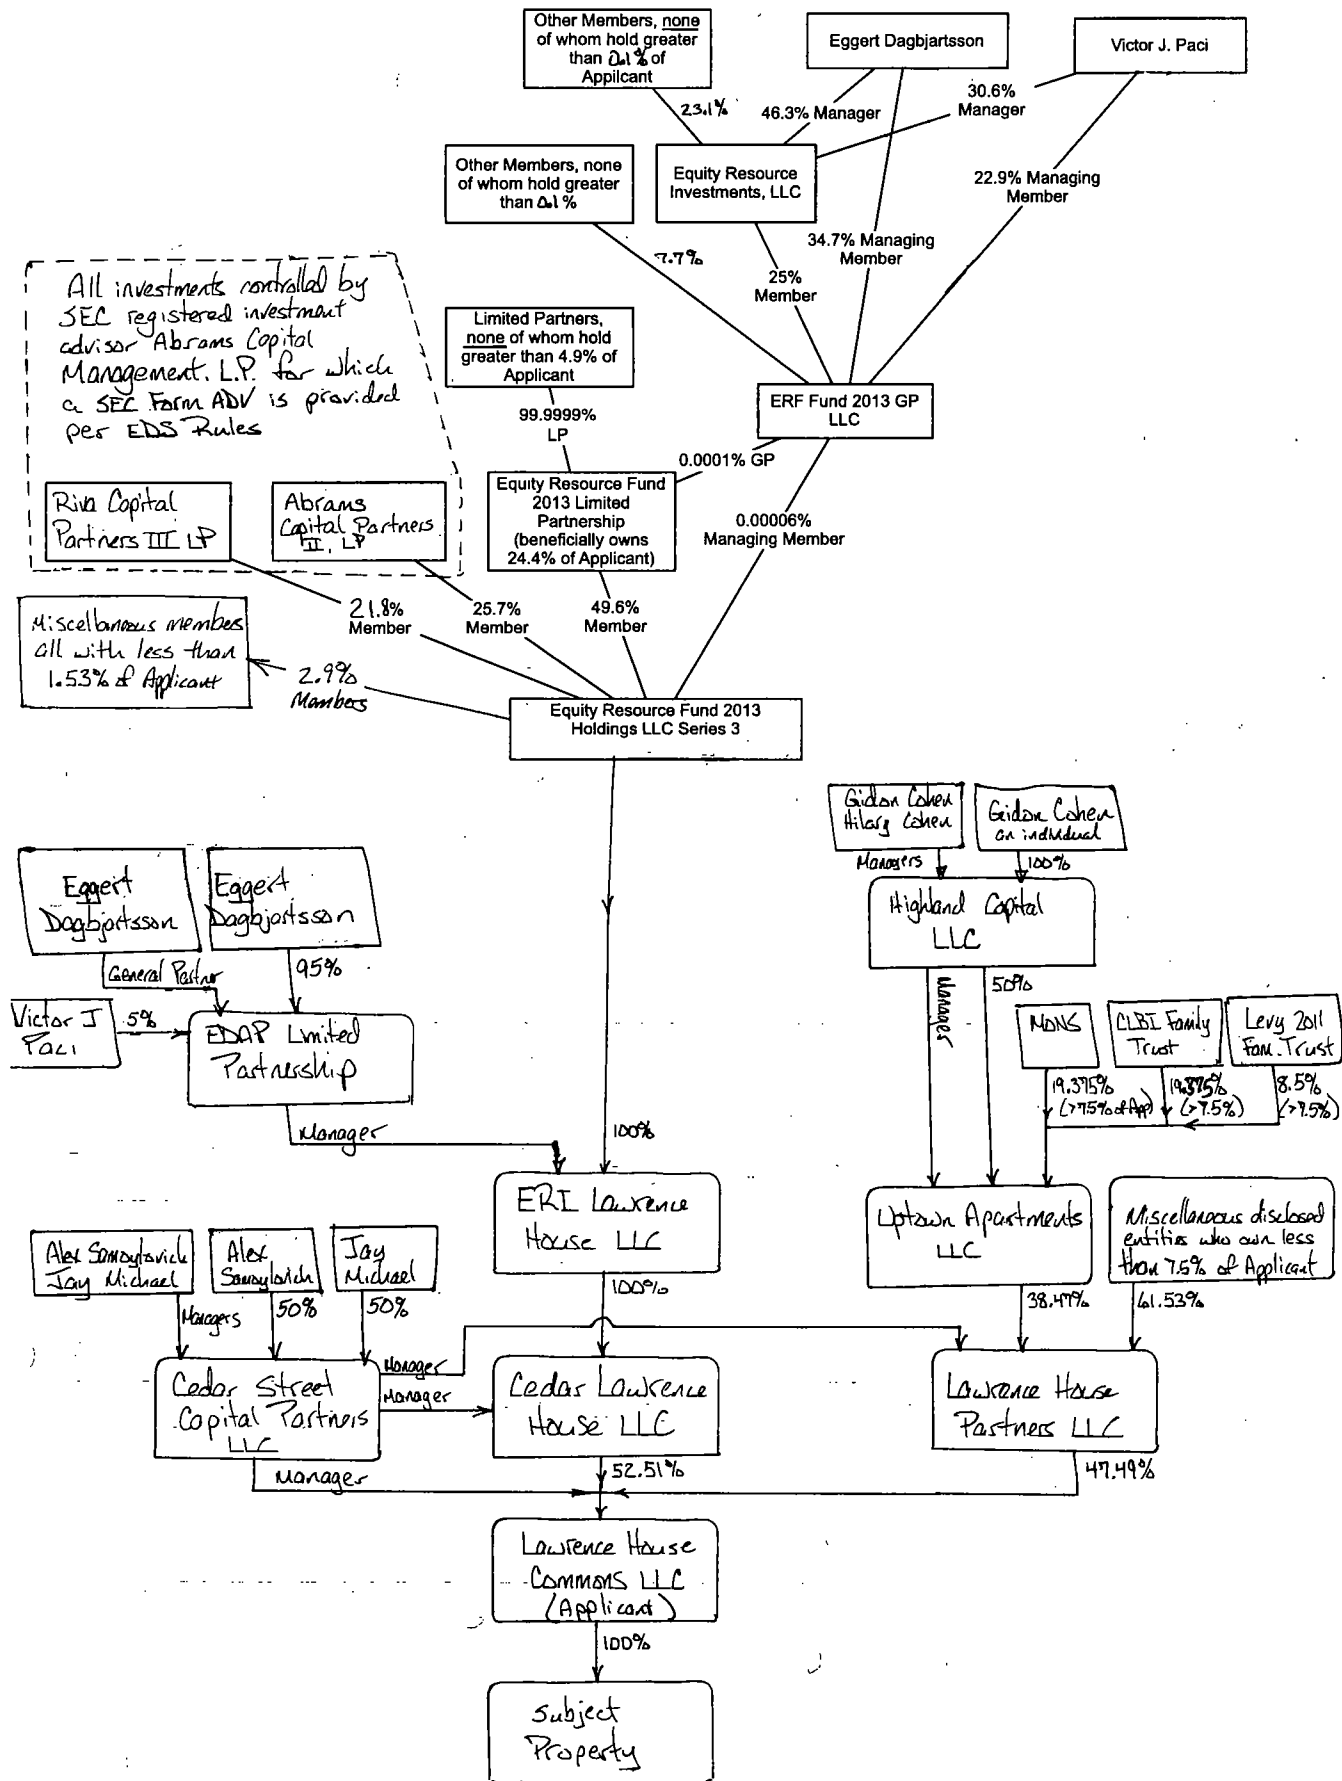 Other Members, none
of whom hold greater
than 0.1% of
Applicant
Eggert Dagbjartsson
Victor J. Paci
23.1%
46.3% Manager
30.6%
Manager
Other Members, none
of whom hold greater
than 0.1%
Equity Resource
Investments, LLC
22.9% Managing
Member
7.7%
25%
Member
34.7% Managing
Member
All investments controlled by
SEC registered investment
advisor Abrams Capital
Management, L.P. for which
a SEC Form ADV is provided
per EDS Rules
Limited Partners,
none of whom hold
greater than 4.9% of
Applicant
99.9999%
LP
ERF Fund 2013 GP
LLC
0.0001% GP
Riva Capital
Partners III LP
Abrams
Capital Partners
II, LP
Equity Resource Fund
2013 Limited
Partnership
(beneficially owns
24.4% of Applicant)
0.00006%
Managing Member
21.8%
Member
25.7%
Member
49.6%
Member
Miscellaneous members
all with less than
1.53% of Applicant
2.9%
Members
Equity Resource Fund 2013
Holdings LLC Series 3
Gidon Cohen
Hilary Cohen
Gidon Cohen
an individual
Managers
100%
Eggert
Dagbjartsson
Eggert
Dagbjartsson
Highland Capital
LLC
General Partner
95%
Manager
50%
Victor J
Paci
5%
EDAP Limited
Partnership
MONS
CLBI Family
Trust
Levy 2011
Fam. Trust
19.375%
(>7.5% of App)
19.375%
(>7.5%)
8.5%
(>7.5%)
Manager
100%
ERI Lawrence
House LLC
Uptown Apartments
LLC
Miscellaneous disclosed
entities who own less
than 7.5% of Applicant
Alex Samoylovich
Jay Michael
Alex
Samoylovich
Jay
Michael
Managers
50%
50%
100%
38.47%
61.53%
Manager
Manager
Cedar Street
Capital Partners
LLC
Cedar Lawrence
House LLC
Lawrence House
Partners LLC
Manager
52.51%
47.49%
Lawrence House
Commons LLC
(Applicant)
100%
Subject
Property